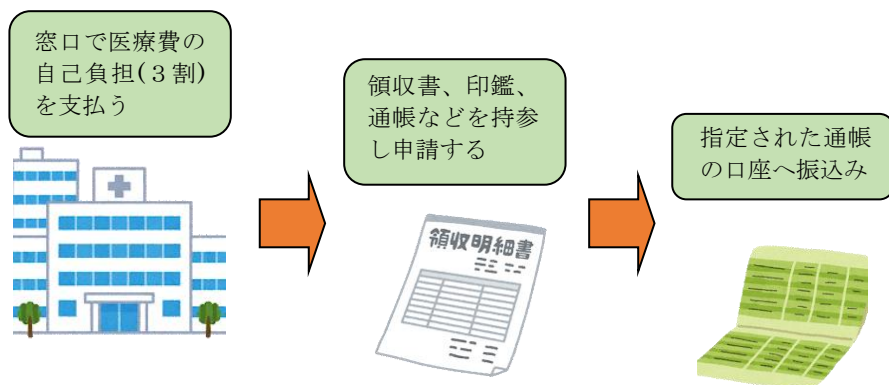 窓口で医療費の
自己負担(３割)
を支払う
領収書、印鑑、
通帳などを持参
し申請する
指定された通帳
の口座へ振込み
領収明細書